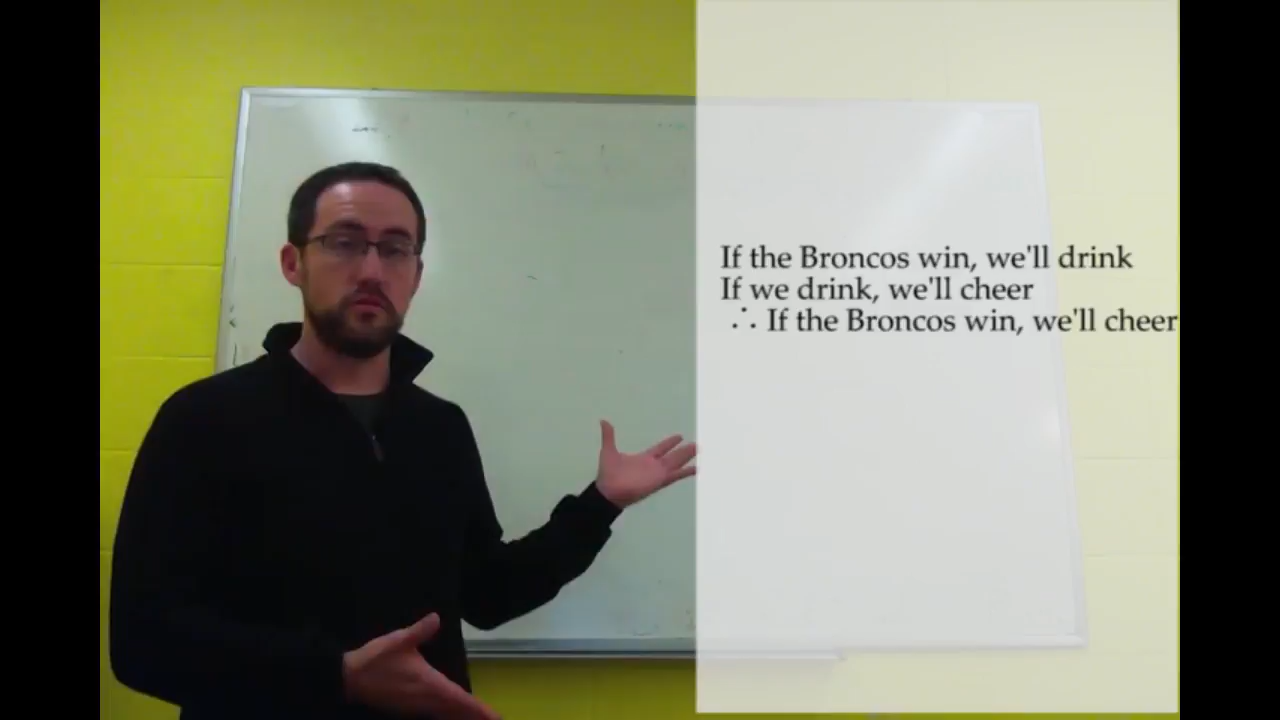 If the Broncos win, we'll drink
If we drink, we'll cheer
∴ If the Broncos win, we'll cheer